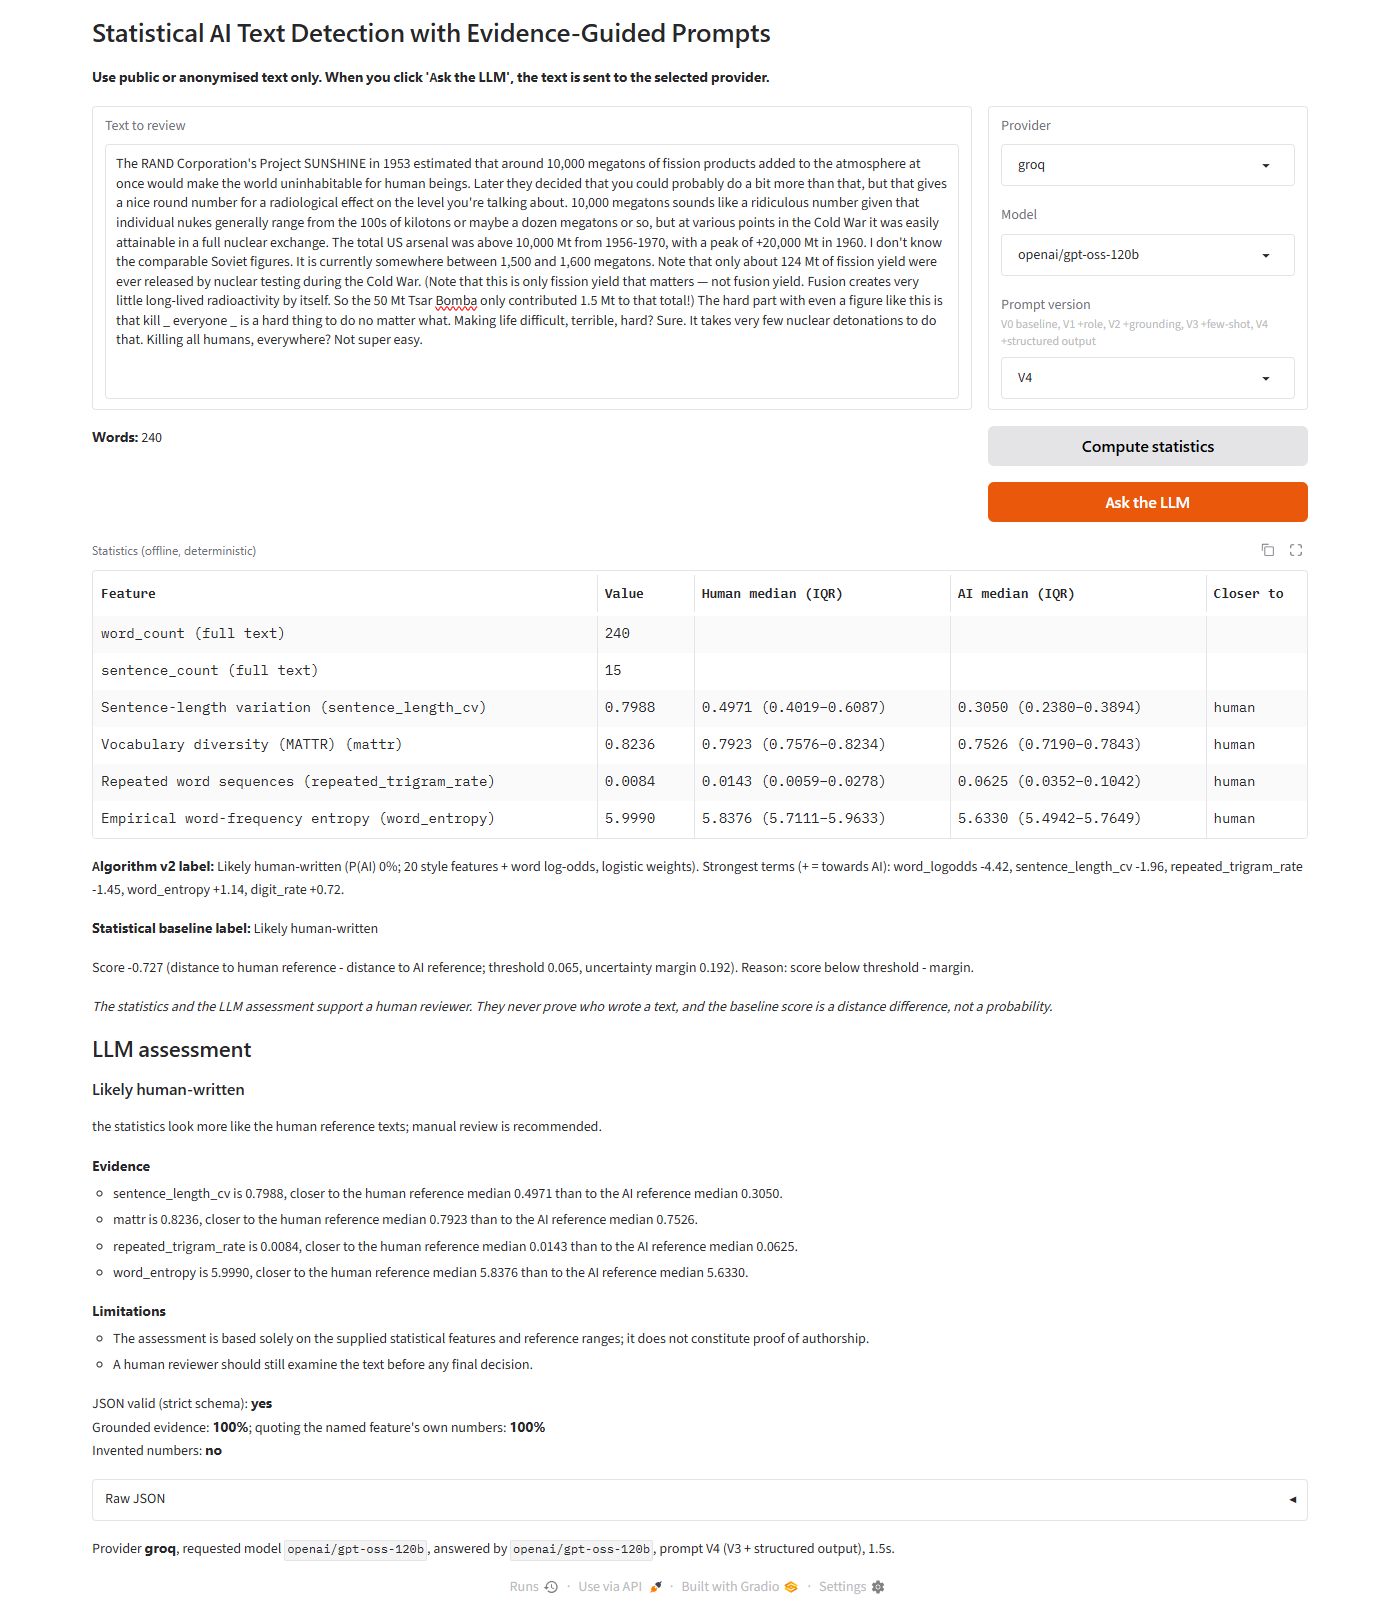 Statistical AI Text Detection with Evidence-Guided Prompts
Use public or anonymised text only. When you click 'Ask the LLM', the text is sent to the selected provider.
Text to review
The RAND Corporation's Project SUNSHINE in 1953 estimated that around 10,000 megatons of fission products added to the atmosphere at
once would make the world uninhabitable for human beings. Later they decided that you could probably do a bit more than that, but that gives
a nice round number for a radiological effect on the level you're talking about. 10,000 megatons sounds like a ridiculous number given that
individual nukes generally range from the 100s of kilotons or maybe a dozen megatons or so, but at various points in the Cold War it was easily
attainable in a full nuclear exchange. The total US arsenal was above 10,000 Mt from 1956-1970, with a peak of +20,000 Mt in 1960. I don't know
the comparable Soviet figures. It is currently somewhere between 1,500 and 1,600 megatons. Note that only about 124 Mt of fission yield were
ever released by nuclear testing during the Cold War. (Note that this is only fission yield that matters — not fusion yield. Fusion creates very
little long-lived radioactivity by itself. So the 50 Mt Tsar Bomba only contributed 1.5 Mt to that total!) The hard part with even a figure like this is
that kill _ everyone _ is a hard thing to do no matter what. Making life difficult, terrible, hard? Sure. It takes very few nuclear detonations to do
that. Killing all humans, everywhere? Not super easy.
Provider
groq
Model
openai/gpt-oss-120b
Prompt version
V0 baseline, V1 +role, V2 +grounding, V3 +few-shot, V4
+structured output
V4
Words: 240
Compute statistics
Ask the LLM
Statistics (offline, deterministic)
Feature Value Human median (IQR) AI median (IQR) Closer to
word_count (full text) 240
sentence_count (full text) 15
Sentence-length variation (sentence_length_cv) 0.7988 0.4971 (0.4019–0.6087) 0.3050 (0.2380–0.3894) human
Vocabulary diversity (MATTR) (mattr) 0.8236 0.7923 (0.7576–0.8234) 0.7526 (0.7190–0.7843) human
Repeated word sequences (repeated_trigram_rate) 0.0084 0.0143 (0.0059–0.0278) 0.0625 (0.0352–0.1042) human
Empirical word-frequency entropy (word_entropy) 5.9990 5.8376 (5.7111–5.9633) 5.6330 (5.4942–5.7649) human
Algorithm v2 label: Likely human-written (P(AI) 0%; 20 style features + word log-odds, logistic weights). Strongest terms (+ = towards AI): word_logodds -4.42, sentence_length_cv -1.96, repeated_trigram_rate
-1.45, word_entropy +1.14, digit_rate +0.72.
Statistical baseline label: Likely human-written
Score -0.727 (distance to human reference - distance to AI reference; threshold 0.065, uncertainty margin 0.192). Reason: score below threshold - margin.
The statistics and the LLM assessment support a human reviewer. They never prove who wrote a text, and the baseline score is a distance difference, not a probability.
LLM assessment
Likely human-written
the statistics look more like the human reference texts; manual review is recommended.
Evidence
sentence_length_cv is 0.7988, closer to the human reference median 0.4971 than to the AI reference median 0.3050.
mattr is 0.8236, closer to the human reference median 0.7923 than to the AI reference median 0.7526.
repeated_trigram_rate is 0.0084, closer to the human reference median 0.0143 than to the AI reference median 0.0625.
word_entropy is 5.9990, closer to the human reference median 5.8376 than to the AI reference median 5.6330.
Limitations
The assessment is based solely on the supplied statistical features and reference ranges; it does not constitute proof of authorship.
A human reviewer should still examine the text before any final decision.
JSON valid (strict schema): yes
Grounded evidence: 100%; quoting the named feature's own numbers: 100%
Invented numbers: no
Raw JSON
Provider groq, requested model openai/gpt-oss-120b, answered by openai/gpt-oss-120b, prompt V4 (V3 + structured output), 1.5s.
Runs · Use via API · Built with Gradio · Settings